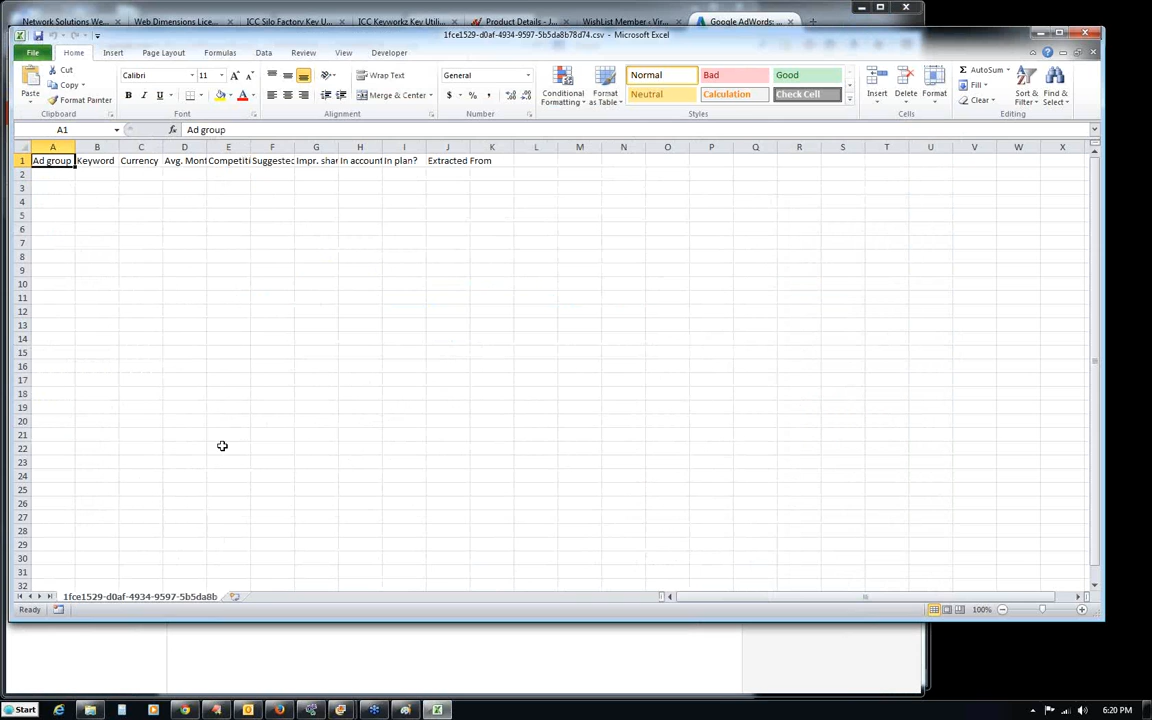 Network Solutions We... Web Dimensions Lice... ICC Silo Factory Key U... ICC Keyworkz Key Utili... Product Details - J... WishList Member ‹ Vir... Google AdWords:
1fce1529-d0af-4934-9597-5b5da8b78d74.csv - Microsoft Excel
File Home Insert Page Layout Formulas Data Review View Developer
Cut Calibri 11 Wrap Text General Normal Bad Good AutoSum
Copy Fill
Paste Format Painter Merge & Center Conditional Formatting Format as Table Neutral Calculation Check Cell Insert Delete Format Clear Sort & Filter Find & Select
Clipboard Font Alignment Number Styles Cells Editing
A1 fx Ad group
A B C D E F G H I J K L M N O P Q R S T U V W X
1 Ad group Keyword Currency Avg. Mont Competiti Suggestec Impr. shar In account In plan? Extracted From
2
3
4
5
6
7
8
9
10
11
12
13
14
15
16
17
18
19
20
21
22
23
24
25
26
27
28
29
30
31
32
1fce1529-d0af-4934-9597-5b5da8b
Ready 100%
Start 6:20 PM